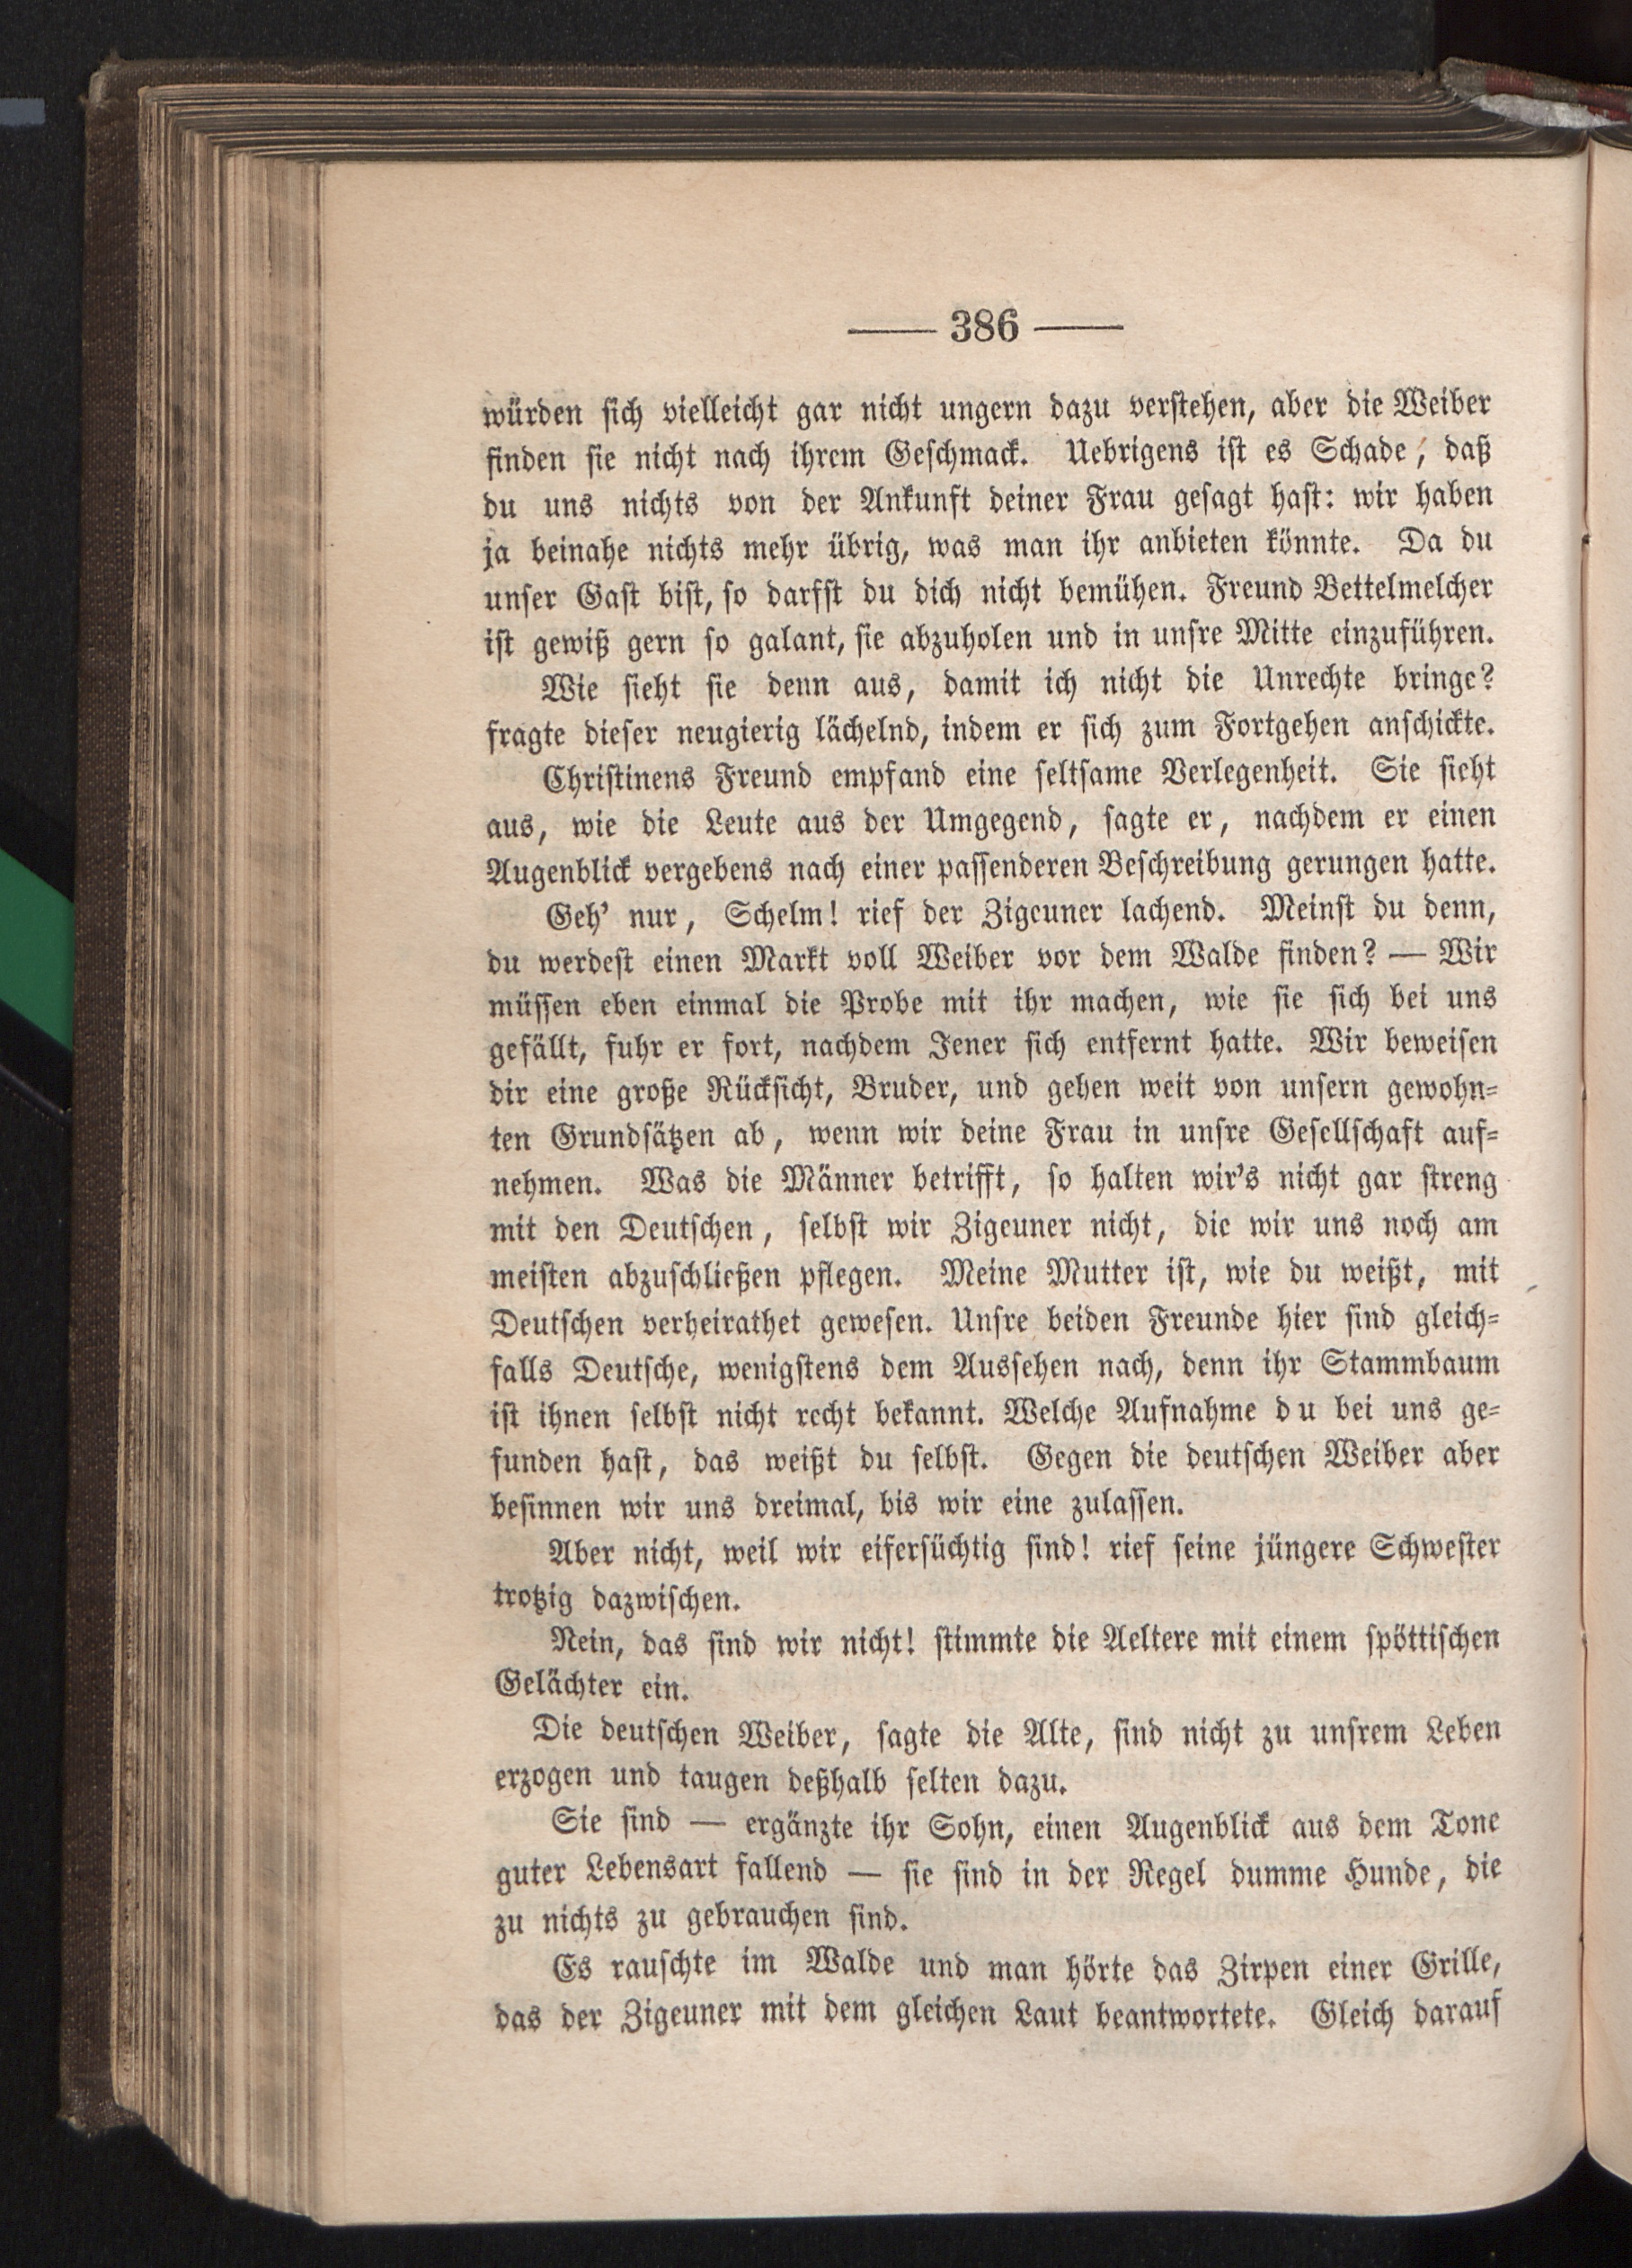 — 386 —
würden sich vielleicht gar nicht ungern dazu verstehen, aber die Weiber
finden sie nicht nach ihrem Geschmack. Uebrigens ist es Schade, daß
du uns nichts von der Ankunft deiner Frau gesagt hast: wir haben
ja beinahe nichts mehr übrig, was man ihr anbieten könnte. Da du
unser Gast bist, so darfst du dich nicht bemühen. Freund Bettelmelcher
ist gewiß gern so galant, sie abzuholen und in unsre Mitte einzuführen.
Wie sieht sie denn aus, damit ich nicht die Unrechte bringe?
fragte dieser neugierig lächelnd, indem er sich zum Fortgehen anschickte.
Christinens Freund empfand eine seltsame Verlegenheit. Sie sieht
aus, wie die Leute aus der Umgegend, sagte er, nachdem er einen
Augenblick vergebens nach einer passenderen Beschreibung gerungen hatte.
Geh' nur, Schelm! rief der Zigeuner lachend. Meinst du denn,
du werdest einen Markt voll Weiber vor dem Walde finden? — Wir
müssen eben einmal die Probe mit ihr machen, wie sie sich bei uns
gefällt, fuhr er fort, nachdem Jener sich entfernt hatte. Wir beweisen
dir eine große Rücksicht, Bruder, und gehen weit von unsern gewohn-
ten Grundsätzen ab, wenn wir deine Frau in unsre Gesellschaft auf-
nehmen. Was die Männer betrifft, so halten wir's nicht gar streng
mit den Deutschen, selbst wir Zigeuner nicht, die wir uns noch am
meisten abzuschließen pflegen. Meine Mutter ist, wie du weißt, mit
Deutschen verheirathet gewesen. Unsre beiden Freunde hier sind gleich-
falls Deutsche, wenigstens dem Aussehen nach, denn ihr Stammbaum
ist ihnen selbst nicht recht bekannt. Welche Aufnahme du bei uns ge-
funden hast, das weißt du selbst. Gegen die deutschen Weiber aber
besinnen wir uns dreimal, bis wir eine zulassen.
Aber nicht, weil wir eifersüchtig sind! rief seine jüngere Schwester
trotzig dazwischen.
Nein, das sind wir nicht! stimmte die Aeltere mit einem spöttischen
Gelächter ein.
Die deutschen Weiber, sagte die Alte, sind nicht zu unsrem Leben
erzogen und taugen deßhalb selten dazu.
Sie sind — ergänzte ihr Sohn, einen Augenblick aus dem Tone
guter Lebensart fallend — sie sind in der Regel dumme Hunde, die
zu nichts zu gebrauchen sind.
Es rauschte im Walde und man hörte das Zirpen einer Grille,
das der Zigeuner mit dem gleichen Laut beantwortete. Gleich darauf